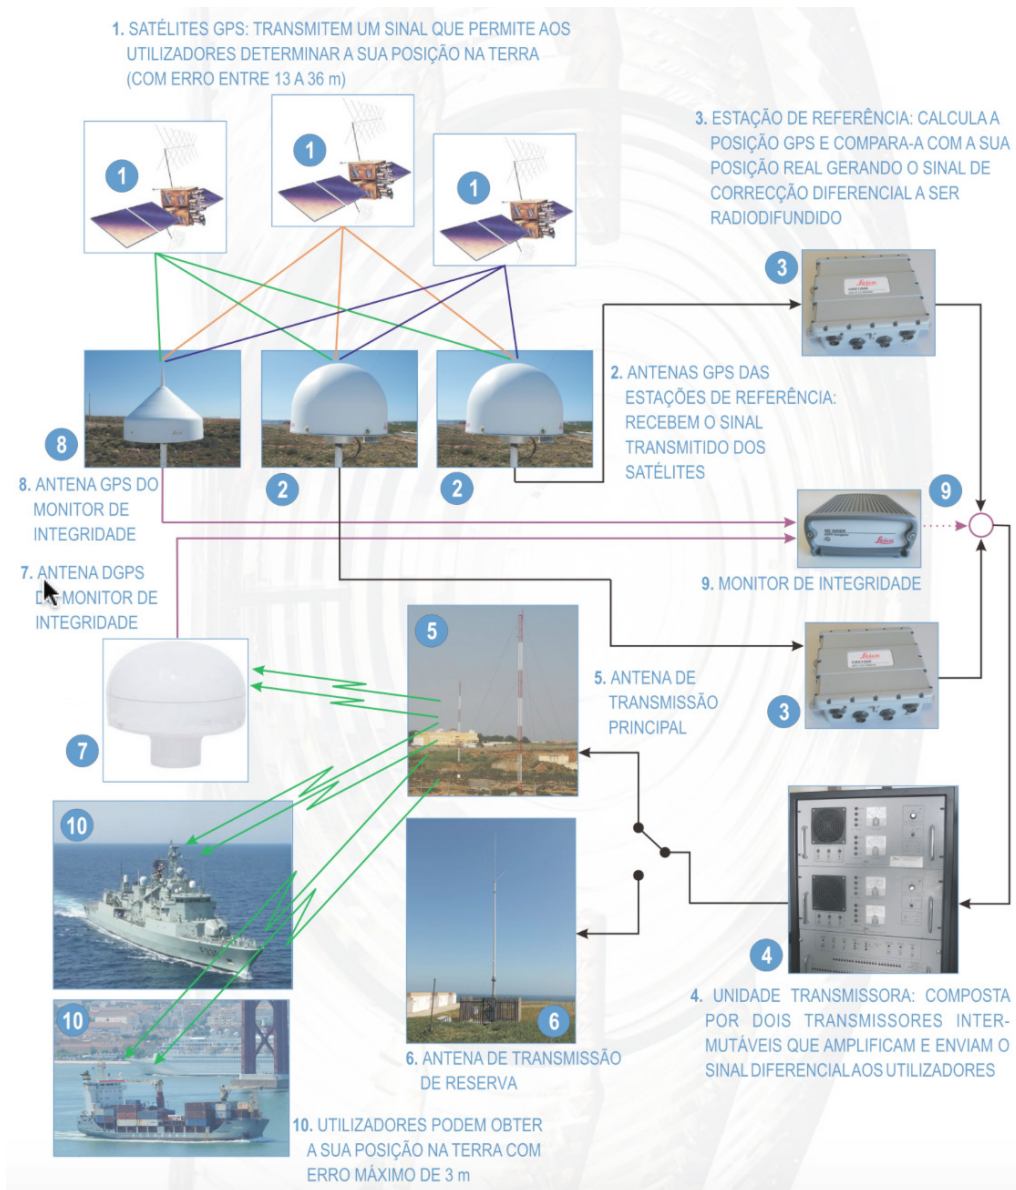 1. SATÉLITES GPS: TRANSMITEM UM SINAL QUE PERMITE AOS
UTILIZADORES DETERMINAR A SUA POSIÇÃO NA TERRA
(COM ERRO ENTRE 13 A 36 m)
1
1
1
3. ESTAÇÃO DE REFERÊNCIA: CALCULA A
POSIÇÃO GPS E COMPARA-A COM A SUA
POSIÇÃO REAL GERANDO O SINAL DE
CORRECÇÃO DIFERENCIAL A SER
RADIODIFUNDIDO
3
Leica
2. ANTENAS GPS DAS
ESTAÇÕES DE REFERÊNCIA:
RECEBEM O SINAL
TRANSMITIDO DOS
SATÉLITES
8
2
2
8. ANTENA GPS DO
MONITOR DE
INTEGRIDADE
9
Leica
9. MONITOR DE INTEGRIDADE
7. ANTENA DGPS
MONITOR DE
INTEGRIDADE
7
5
5. ANTENA DE
TRANSMISSÃO
PRINCIPAL
3
Leica
10
10
6
6. ANTENA DE TRANSMISSÃO
DE RESERVA
4
4. UNIDADE TRANSMISSORA: COMPOSTA
POR DOIS TRANSMISSORES INTER-
MUTÁVEIS QUE AMPLIFICAM E ENVIAM O
SINAL DIFERENCIAL AOS UTILIZADORES
10. UTILIZADORES PODEM OBTER
A SUA POSIÇÃO NA TERRA COM
ERRO MÁXIMO DE 3 m